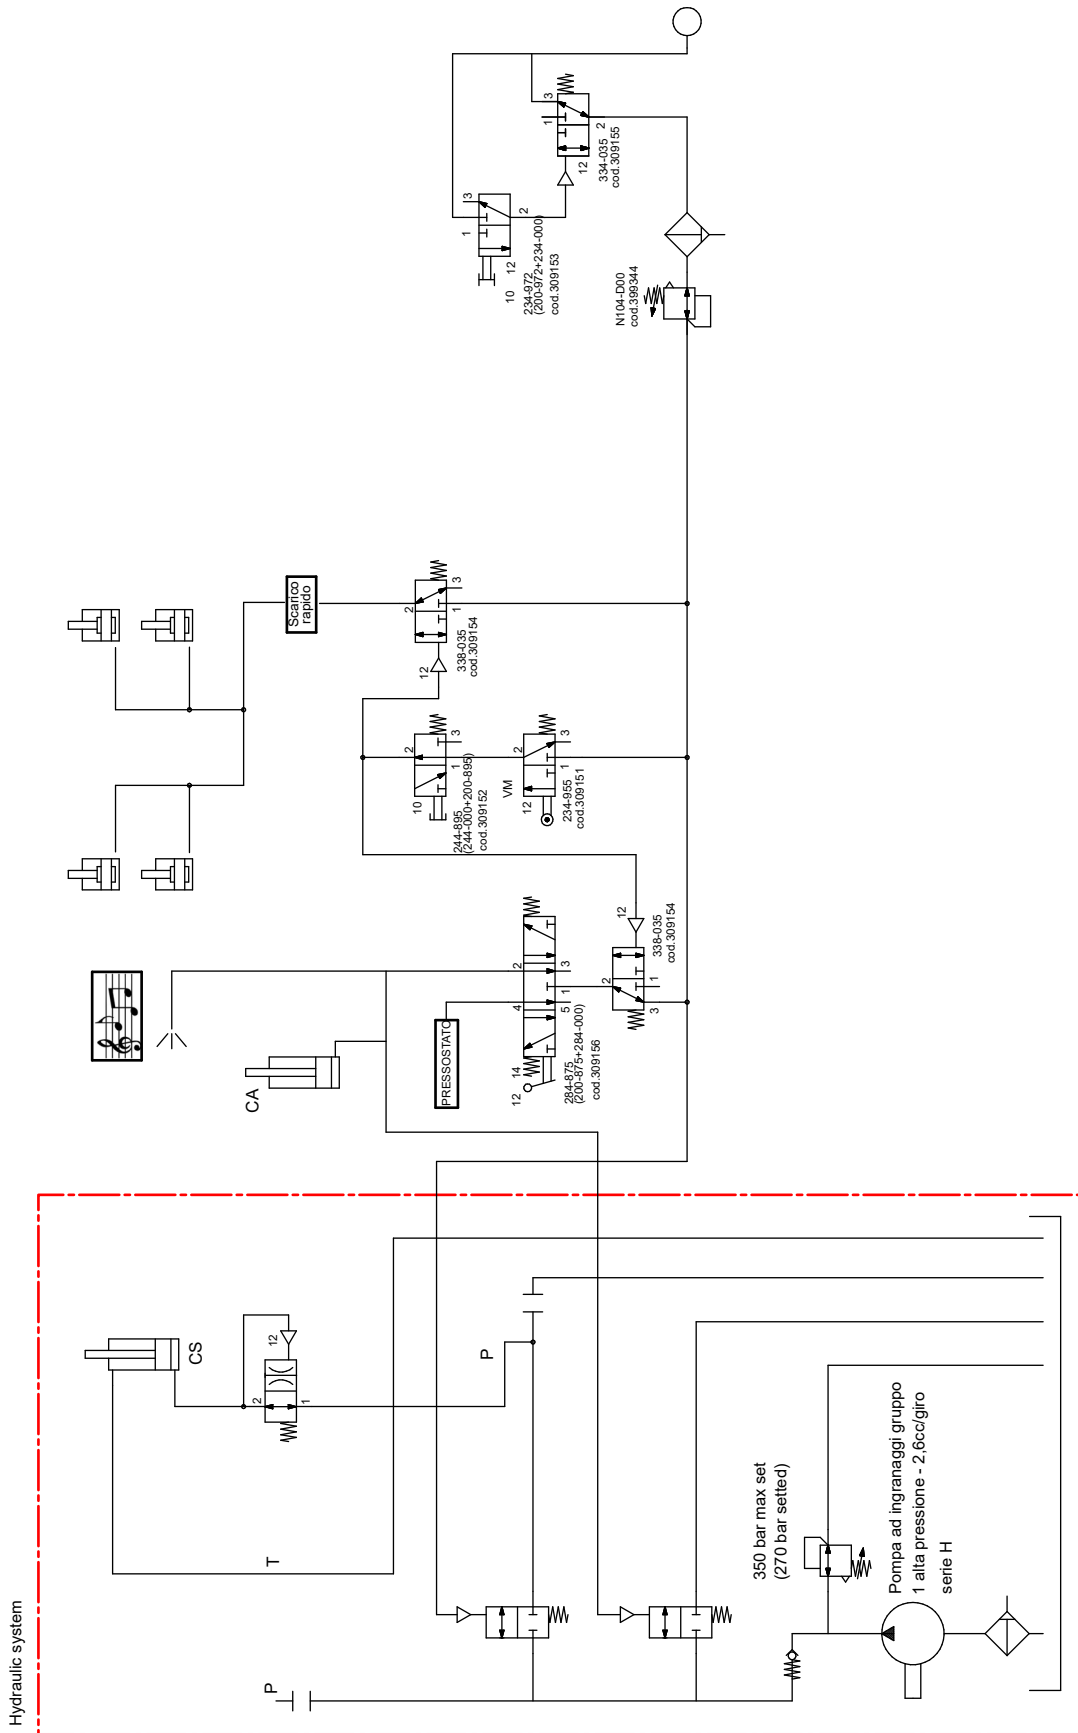 3
1
2
12
334-035
cod.309155
3
1
2
10
12
234-972
(200-972+234-000)
cod.309153
N104-D00
cod.399344
Scarico
rapido
2
3
1
12
338-035
cod.309154
2
3
1
10
244-895
(244-000+200-895)
cod.309152
VM
2
3
1
12
234-955
cod.309151
12
2
1
3
338-035
cod.309154
PRESSOSTATO
2
3
4
1
5
14
12
284-875
(200-875+284-000)
cod.309156
CA
CS
12
2
1
P
T
350 bar max set
(270 bar setted)
Pompa ad ingranaggi gruppo
1 alta pressione - 2,6cc/giro
serie H
P
Hydraulic system